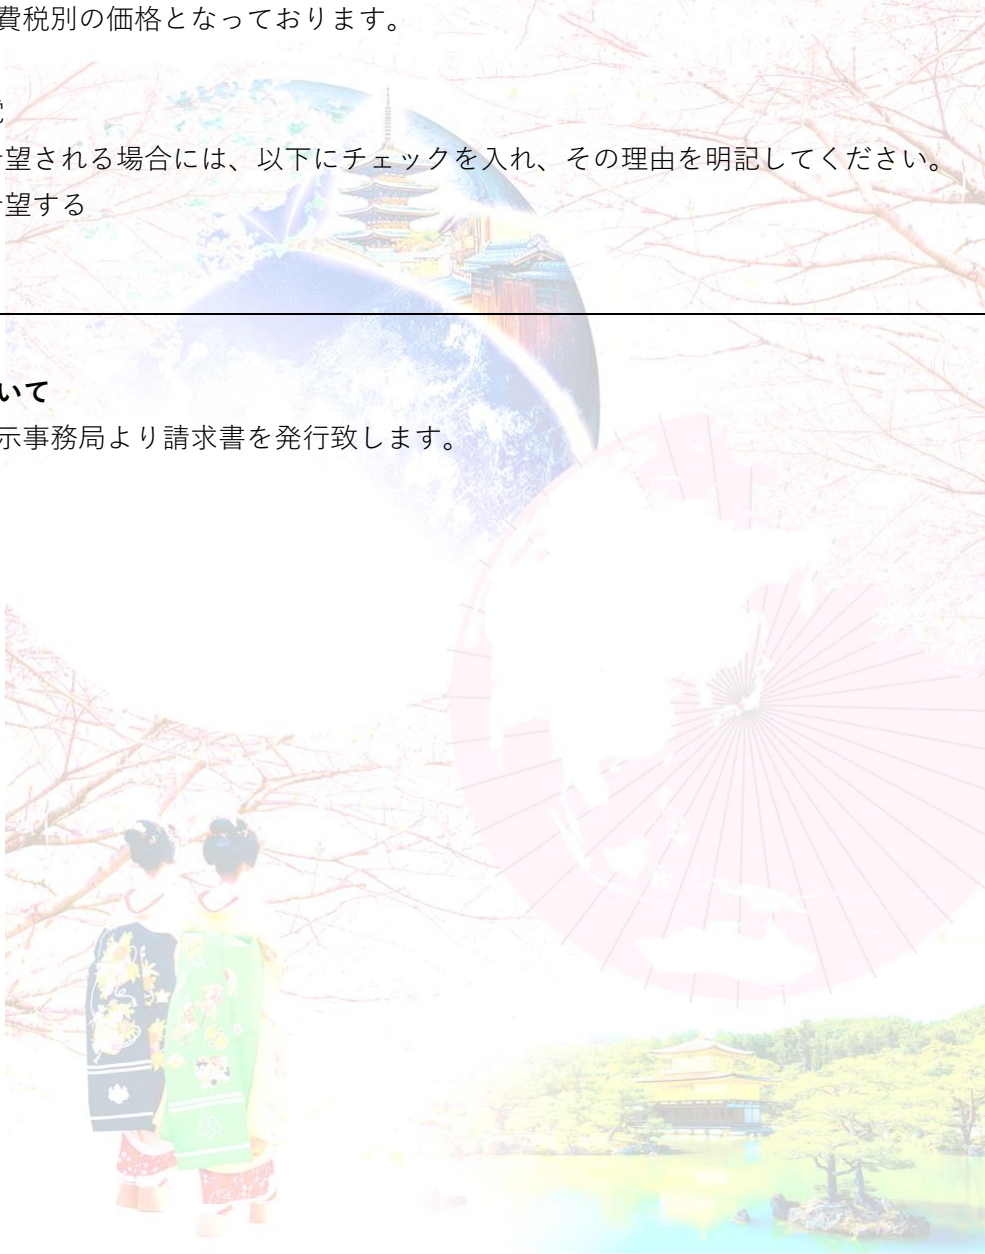 費税別の価格となっております。
望される場合には、以下にチェックを入れ、その理由を明記してください。
望する
いて
示事務局より請求書を発行致します。